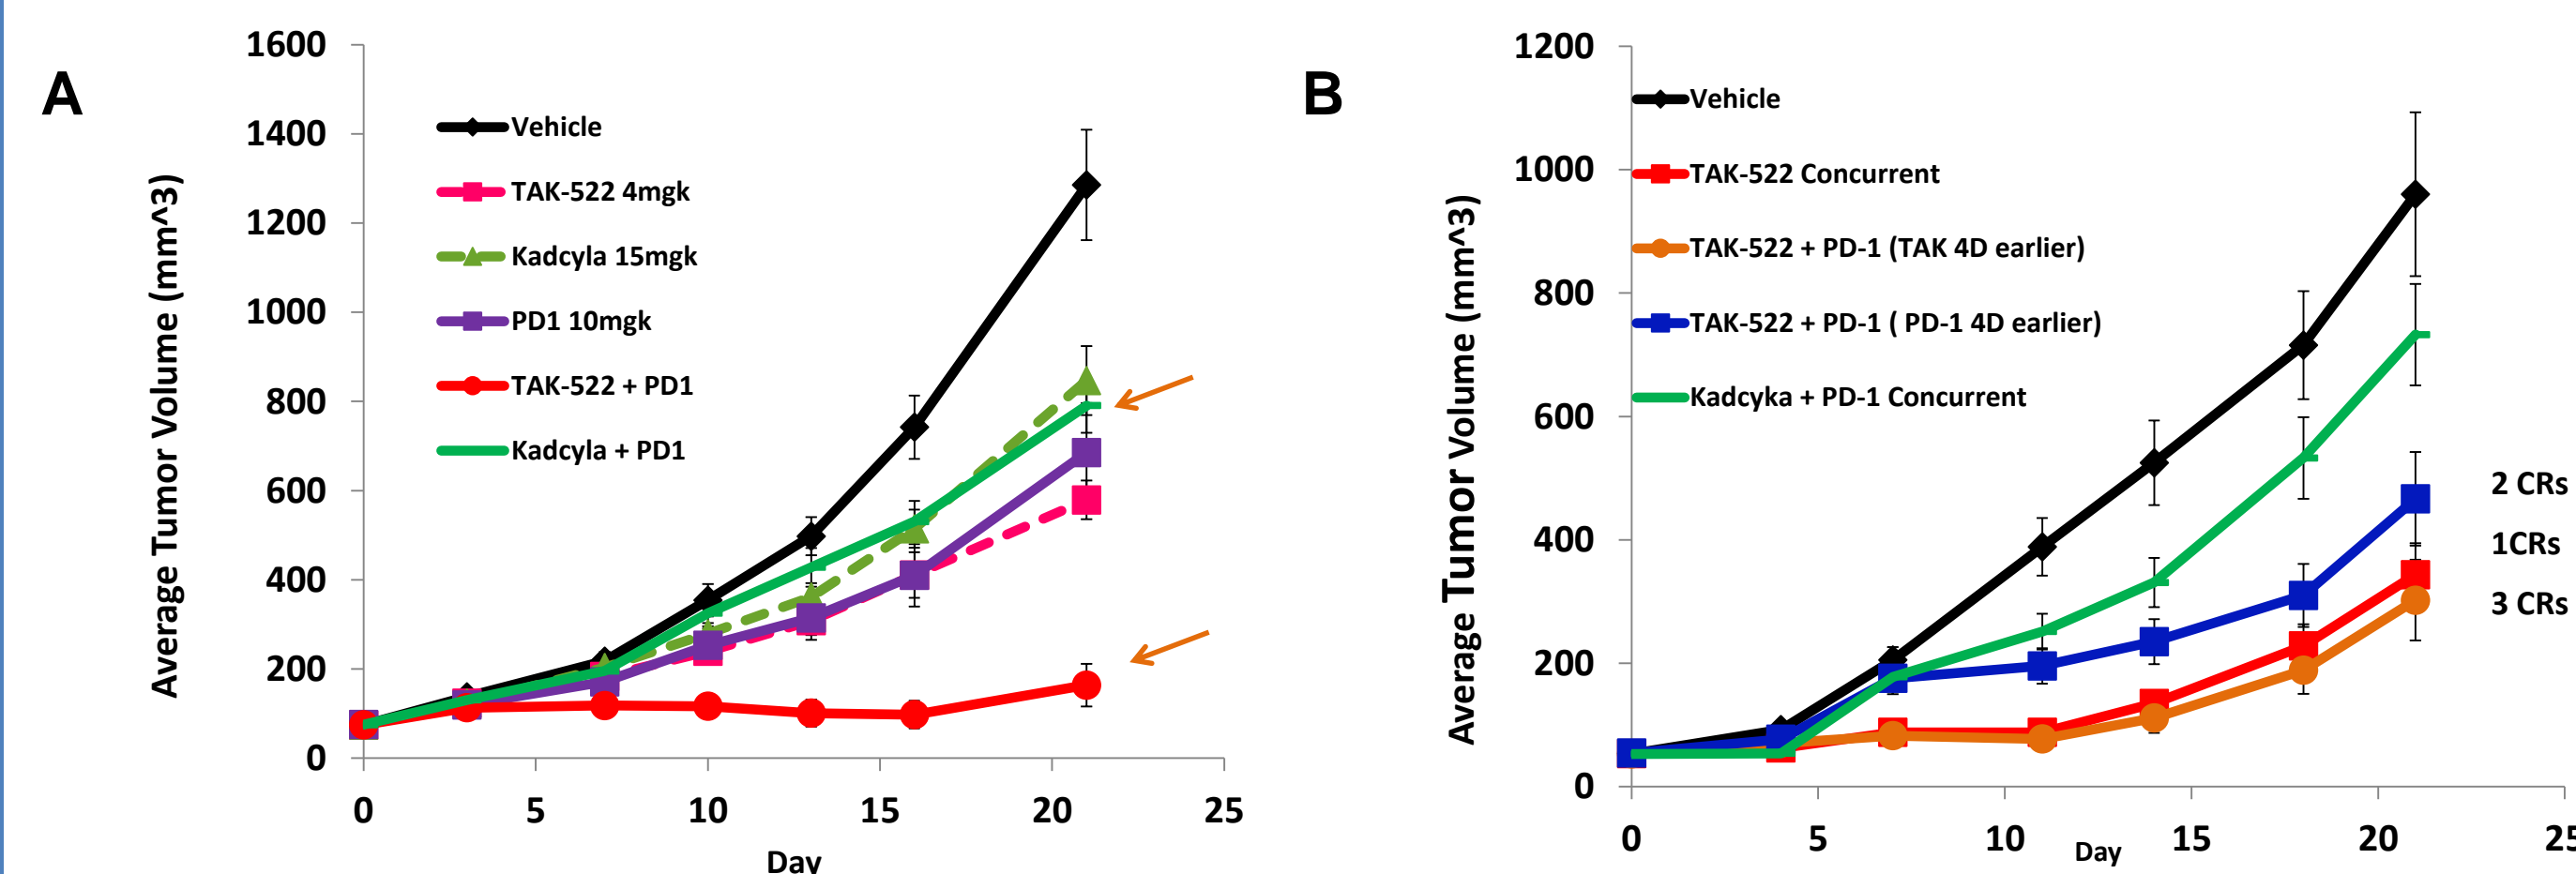 A
1600
1400
1200
1000
800
600
400
200
0
Average Tumor Volume (mm^3)
Vehicle
TAK-522 4mgk
Kadcyla 15mgk
PD1 10mgk
TAK-522 + PD1
Kadcyla + PD1
0 5 10 15 20 25
Day
B
1200
1000
800
600
400
200
0
Average Tumor Volume (mm^3)
Vehicle
TAK-522 Concurrent
TAK-522 + PD-1 (TAK 4D earlier)
TAK-522 + PD-1 ( PD-1 4D earlier)
Kadcyka + PD-1 Concurrent
2 CRs
1CRs
3 CRs
0 5 10 15 20 25
Day